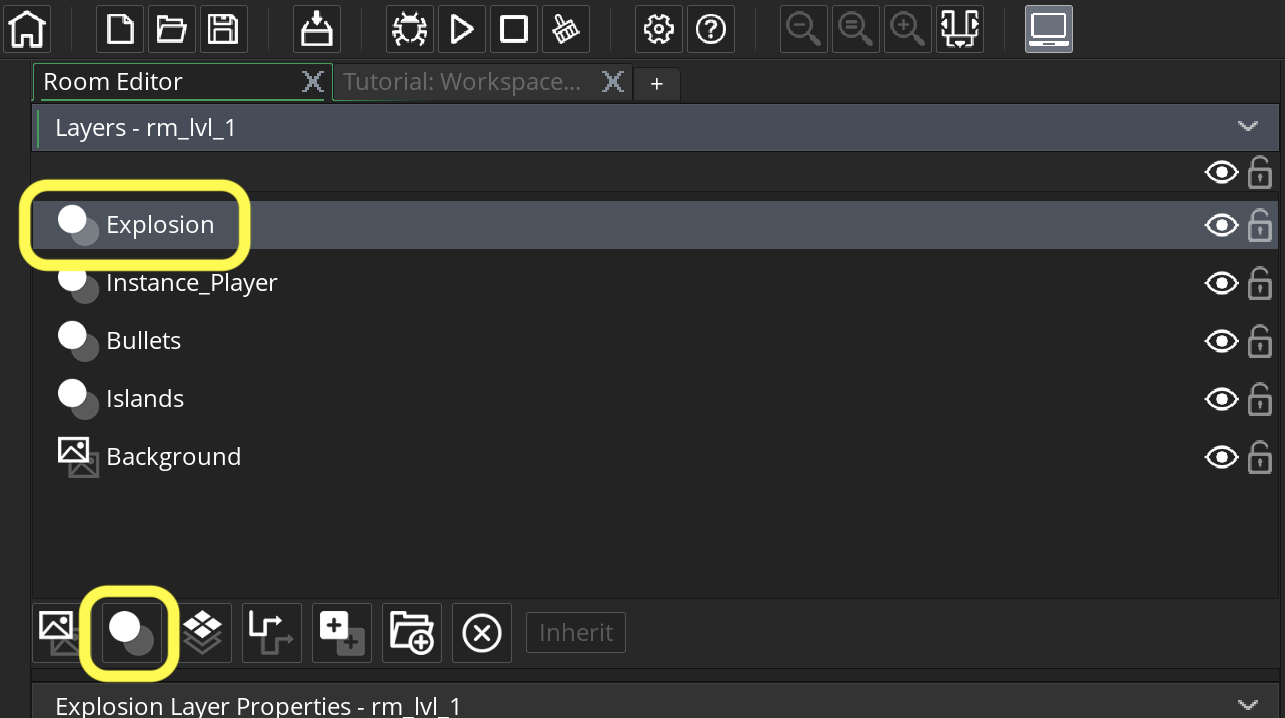 Room Editor
Tutorial: Workspace...
+
Layers - rm_lvl_1
Explosion
Instance_Player
Bullets
Islands
Background
Inherit
Explosion Layer Properties - rm_lvl_1